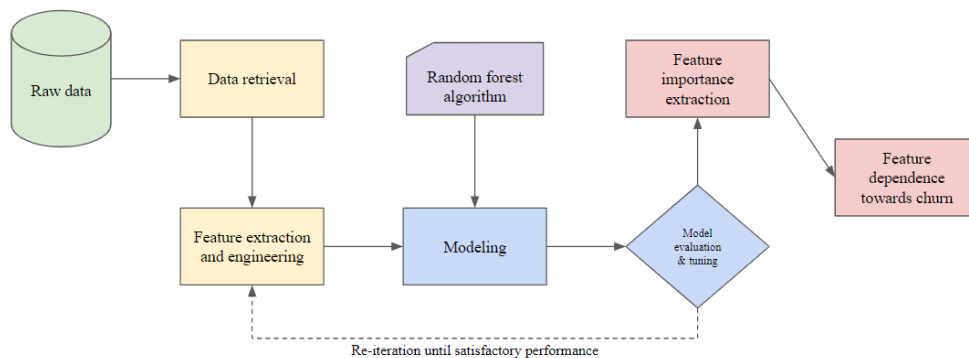 Raw data
Data retrieval
Random forest
algorithm
Feature
importance
extraction
Feature
dependence
towards churn
Feature extraction
and engineering
Modeling
Model
evaluation
& tuning
Re-iteration until satisfactory performance